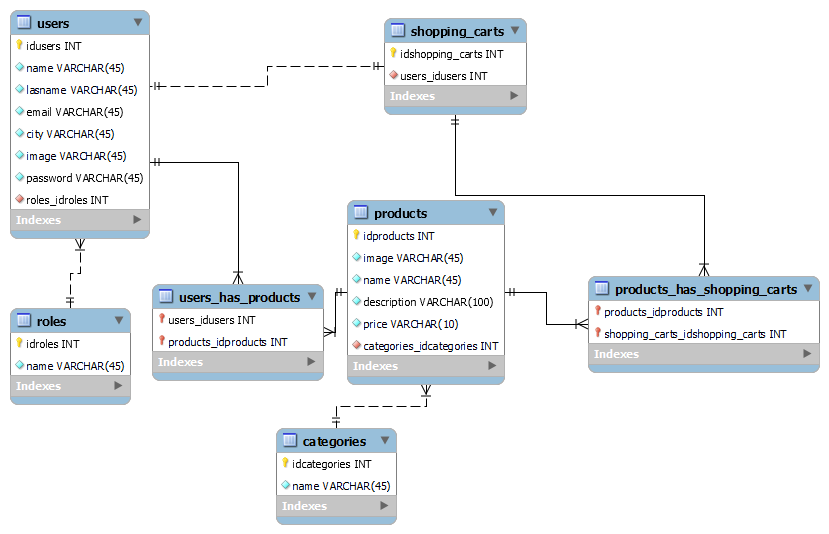 users
idusers INT
name VARCHAR(45)
lasname VARCHAR(45)
email VARCHAR(45)
city VARCHAR(45)
image VARCHAR(45)
password VARCHAR(45)
roles_idroles INT
Indexes
shopping_carts
idshopping_carts INT
users_idusers INT
Indexes
products
idproducts INT
image VARCHAR(45)
name VARCHAR(45)
description VARCHAR(100)
price VARCHAR(10)
categories_idcategories INT
Indexes
users_has_products
users_idusers INT
products_idproducts INT
Indexes
products_has_shopping_carts
products_idproducts INT
shopping_carts_idshopping_carts INT
Indexes
roles
idroles INT
name VARCHAR(45)
Indexes
categories
idcategories INT
name VARCHAR(45)
Indexes